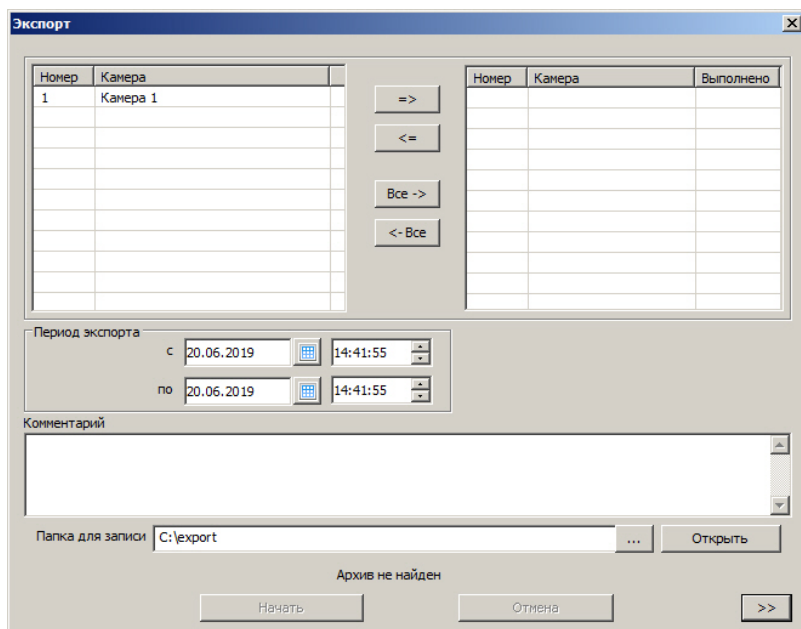 Экспорт
Номер Камера
1 Камера 1
=>
<=
Все ->
<- Все
Номер Камера Выполнено
Период экспорта
с 20.06.2019 14:41:55
по 20.06.2019 14:41:55
Комментарий
Папка для записи C:\export ... Открыть
Архив не найден
Начать Отмена >>